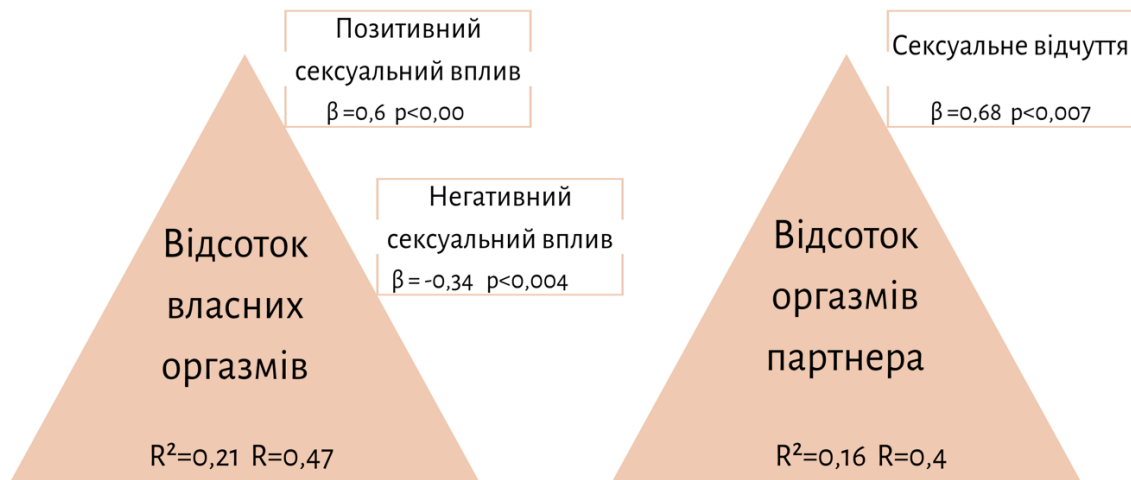 Позитивний
сексуальний вплив
β=0,6 p<0,00
Негативний
сексуальний вплив
β= -0,34 p<0,004
Відсоток
власних
оргазмів
R²=0,21 R=0,47
Сексуальне відчуття
β=0,68 p<0,007
Відсоток
оргазмів
партнера
R²=0,16 R=0,4